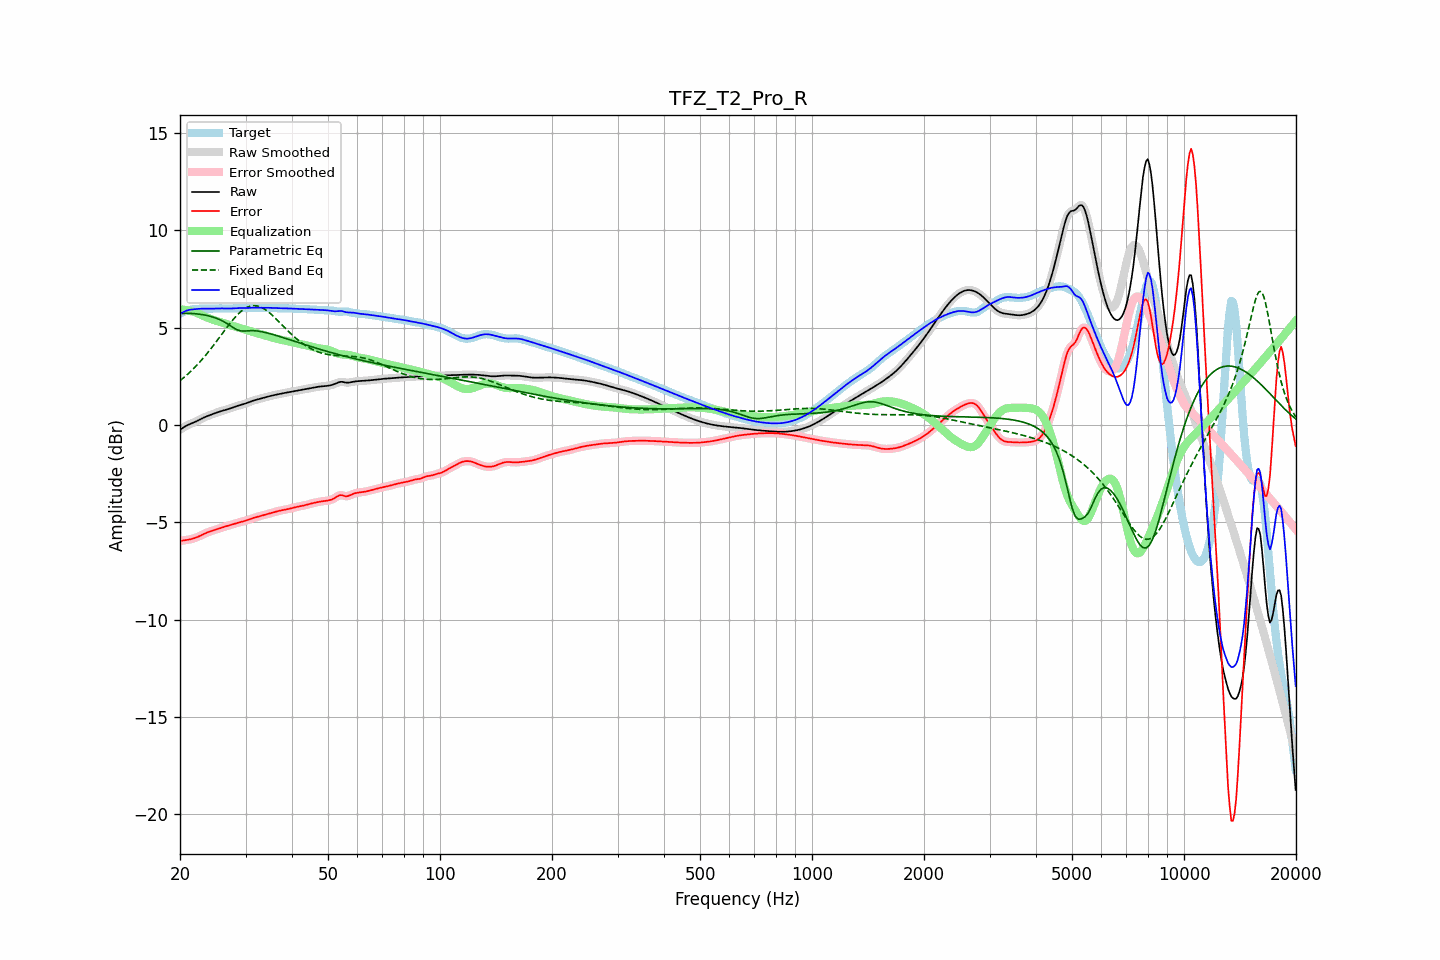 TFZ_T2_Pro_R
Target
Raw Smoothed
Error Smoothed
Raw
Error
Equalization
Parametric Eq
Fixed Band Eq
Equalized
15
10
5
0
−5
−10
−15
−20
Amplitude (dBr)
20
50
100
200
500
1000
2000
5000
10000
20000
Frequency (Hz)